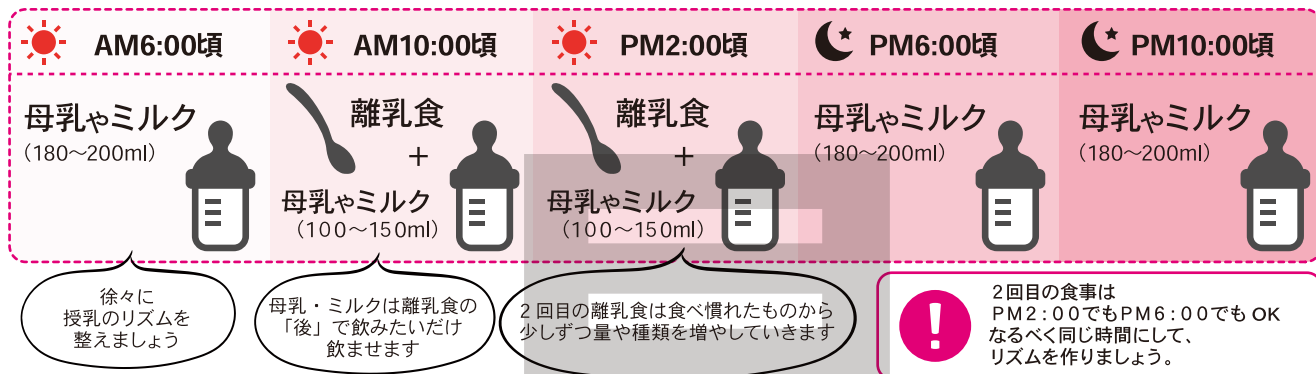 AM6:00頃
AM10:00頃
PM2:00頃
PM6:00頃
PM10:00頃
母乳やミルク
(180〜200ml)
離乳食
+
母乳やミルク
(100〜150ml)
離乳食
+
母乳やミルク
(100〜150ml)
母乳やミルク
(180〜200ml)
母乳やミルク
(180〜200ml)
徐々に
授乳のリズムを
整えましょう
母乳・ミルクは離乳食の
「後」で飲みたいだけ
飲ませます
2回目の離乳食は食べ慣れたものから
少しずつ量や種類を増やしていきます
!
2回目の食事は
PM2:00でもPM6:00でも OK
なるべく同じ時間にして、
リズムを作りましょう。